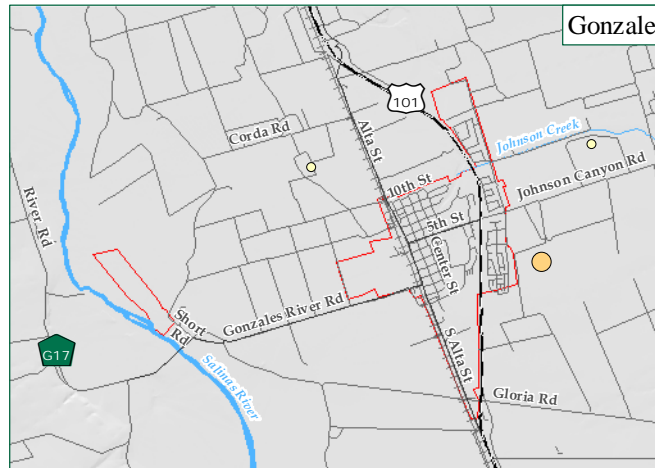 Gonzale
101
Alta St
Corda Rd
Johnson Creek
Johnson Canyon Rd
10th St
5th St
Center St
River Rd
Short Rd
Gonzales River Rd
G17
Salinas River
S Alta St
Gloria Rd